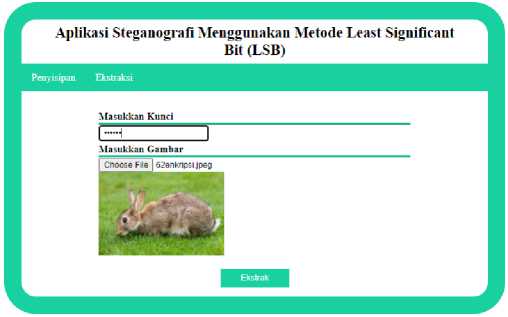 Aplikasi Steganografi Menggunakan Metode Least Significant
Bit (LSB)
Penyisipan Ekstraksi
Masukkan Kunci
••••••
Masukkan Gambar
Choose File 62enkripsi.jpeg
Ekstrak